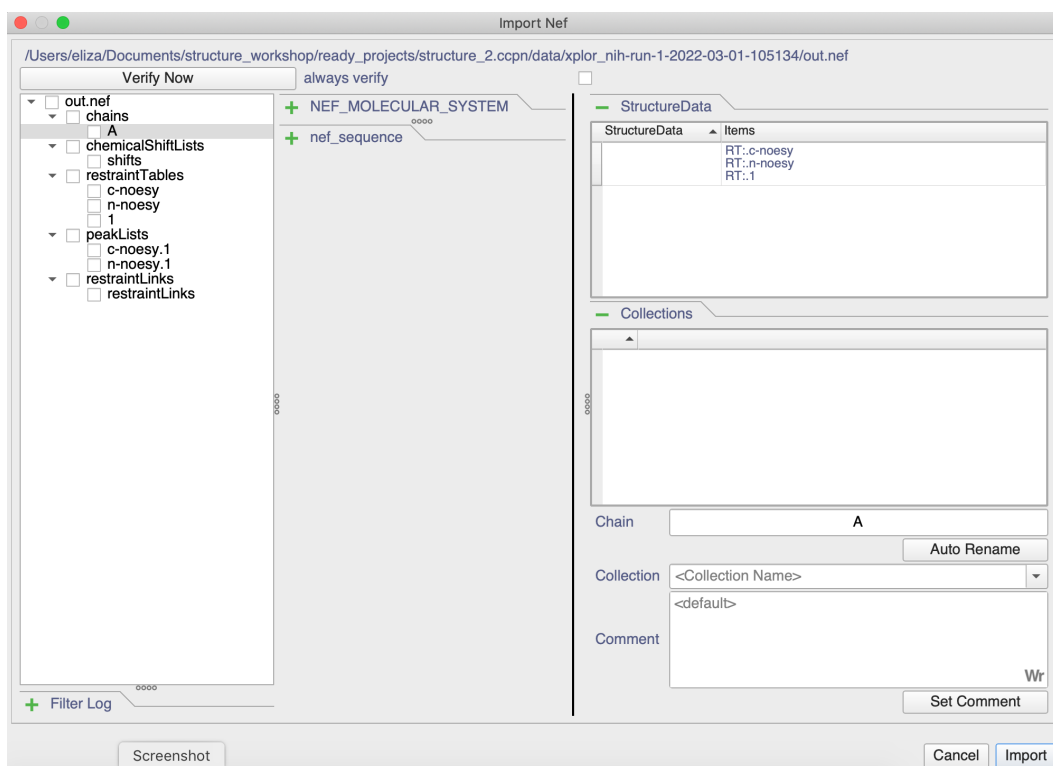 Import Nef
/Users/eliza/Documents/structure_workshop/ready_projects/structure_2.ccpn/data/xplor_nih-run-1-2022-03-01-105134/out.nef
Verify Now
always verify
out.nef
chains
A
chemicalShiftLists
shifts
restraintTables
c-noesy
n-noesy
1
peakLists
c-noesy.1
n-noesy.1
restraintLinks
restraintLinks
Filter Log
NEF_MOLECULAR_SYSTEM
nef_sequence
StructureData
StructureData Items
RT:.c-noesy
RT:.n-noesy
RT:.1
Collections
Chain A
Auto Rename
Collection <Collection Name>
Comment <default>
Wr
Set Comment
Screenshot
Cancel Import